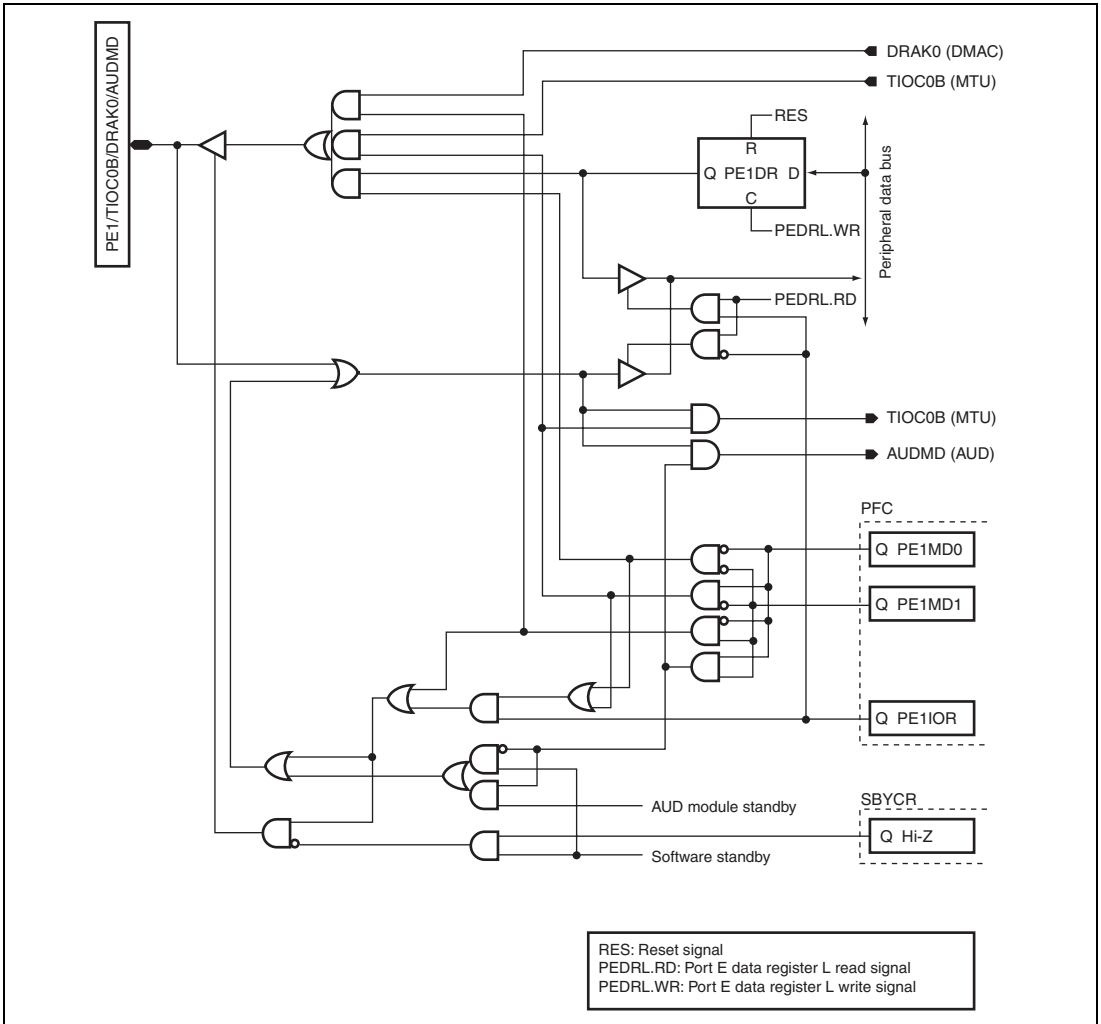 PE1/TIOC0B/DRAK0/AUDMD
DRAK0 (DMAC)
TIOC0B (MTU)
RES
R
Q PE1DR D
C
PEDRL.WR
Peripheral data bus
PEDRL.RD
TIOC0B (MTU)
AUDMD (AUD)
PFC
Q PE1MD0
Q PE1MD1
Q PE1IOR
AUD module standby
SBYCR
Q Hi-Z
Software standby
RES: Reset signal
PEDRL.RD: Port E data register L read signal
PEDRL.WR: Port E data register L write signal